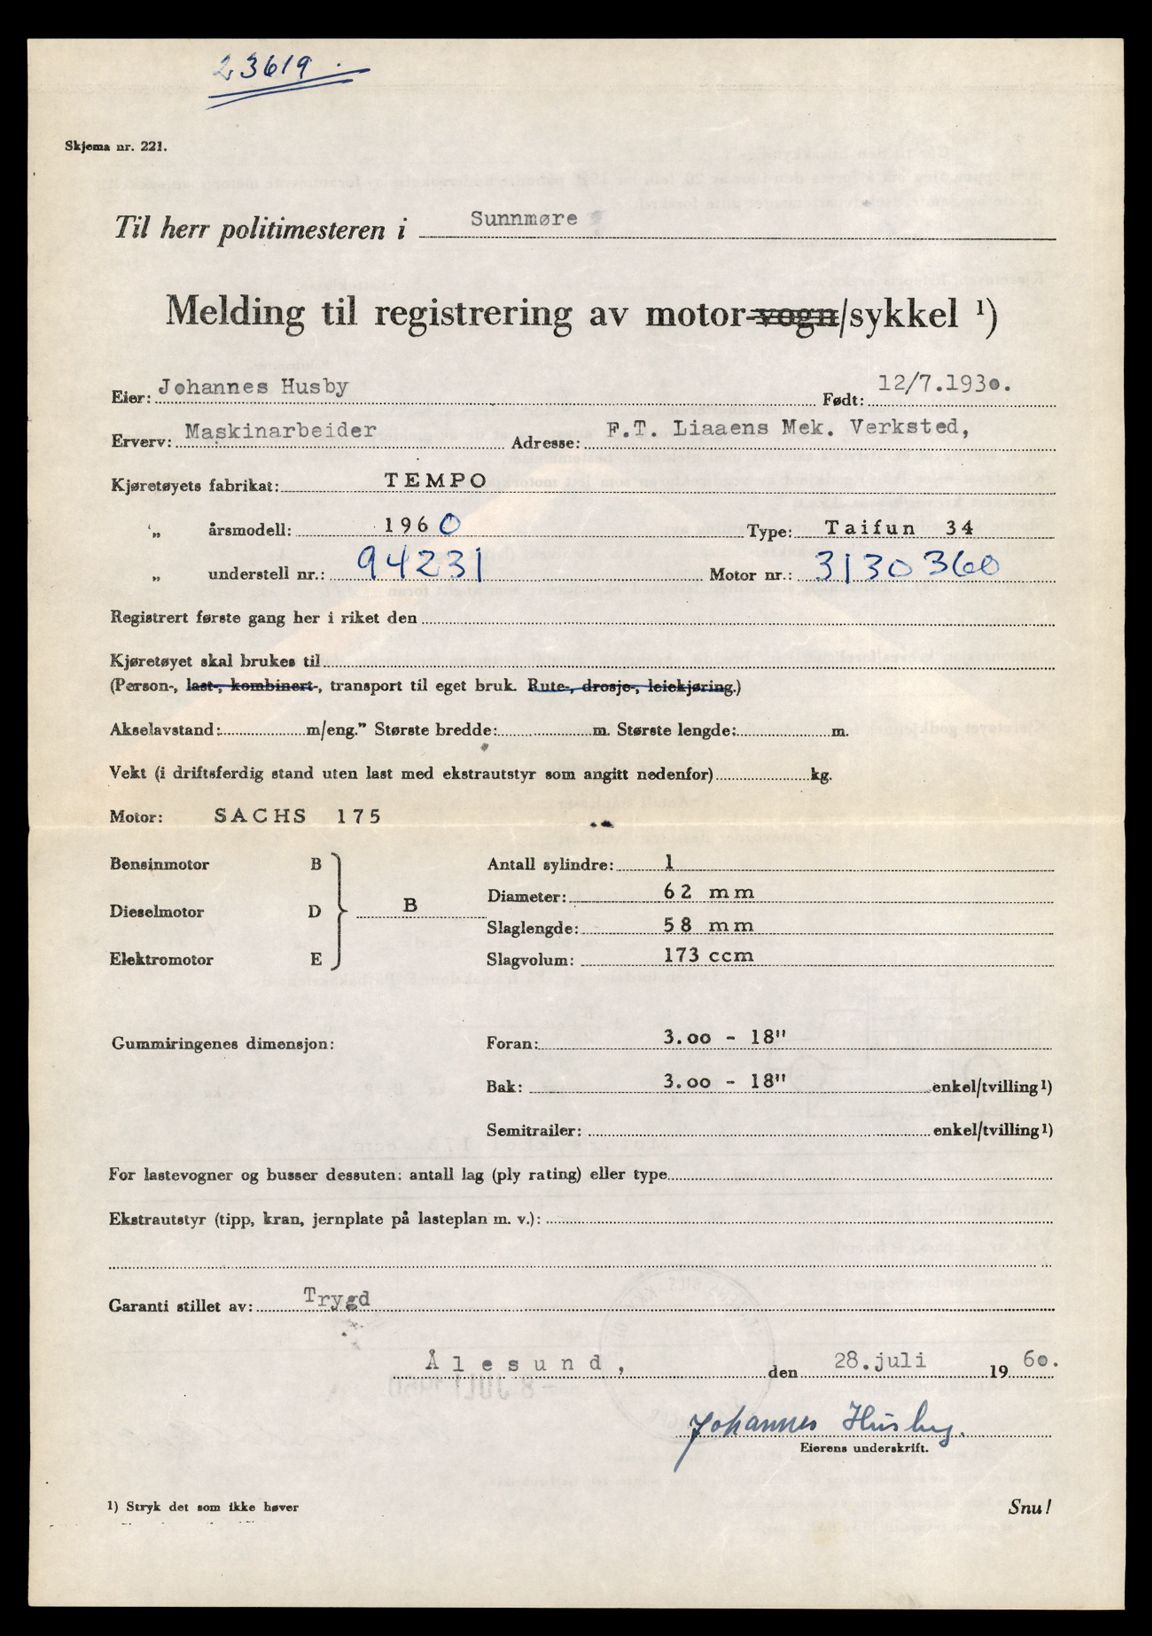 23619.
Skjema nr. 221.
Til herr politimesteren i Sunnmøre
Melding til registrering av motor-vogn/sykkel ¹)
Eier: Johannes Husby Født: 12/7.1930.
Erverv: Maskinarbeider Adresse: F.T. Liaaens Mek. Verksted,
Kjøretøyets fabrikat: TEMPO
„ årsmodell: 1960 Type: Taifun 34
„ understell nr.: 94231 Motor nr.: 3130360
Registrert første gang her i riket den
Kjøretøyet skal brukes til
(Person-, last-, kombinert-, transport til eget bruk. Rute-, drosje-, leiekjøring.)
Akselavstand: m/eng." Største bredde: m. Største lengde: m.
Vekt (i driftsferdig stand uten last med ekstrautstyr som angitt nedenfor) kg.
Motor: SACHS 175
Bensinmotor B Antall sylindre: 1
Diameter: 62 mm
Dieselmotor D B
Slaglengde: 58 mm
Elektromotor E Slagvolum: 173 ccm
Gummiringenes dimensjon: Foran: 3.00 - 18"
Bak: 3.00 - 18" enkel/tvilling ¹)
Semitrailer: enkel/tvilling ¹)
For lastevogner og busser dessuten: antall lag (ply rating) eller type
Ekstrautstyr (tipp, kran, jernplate på lasteplan m. v.):
Garanti stillet av: Trygd
Ålesund, den 28.juli 1960.
Johannes Husby.
Eierens underskrift.
1) Stryk det som ikke høver
Snu!